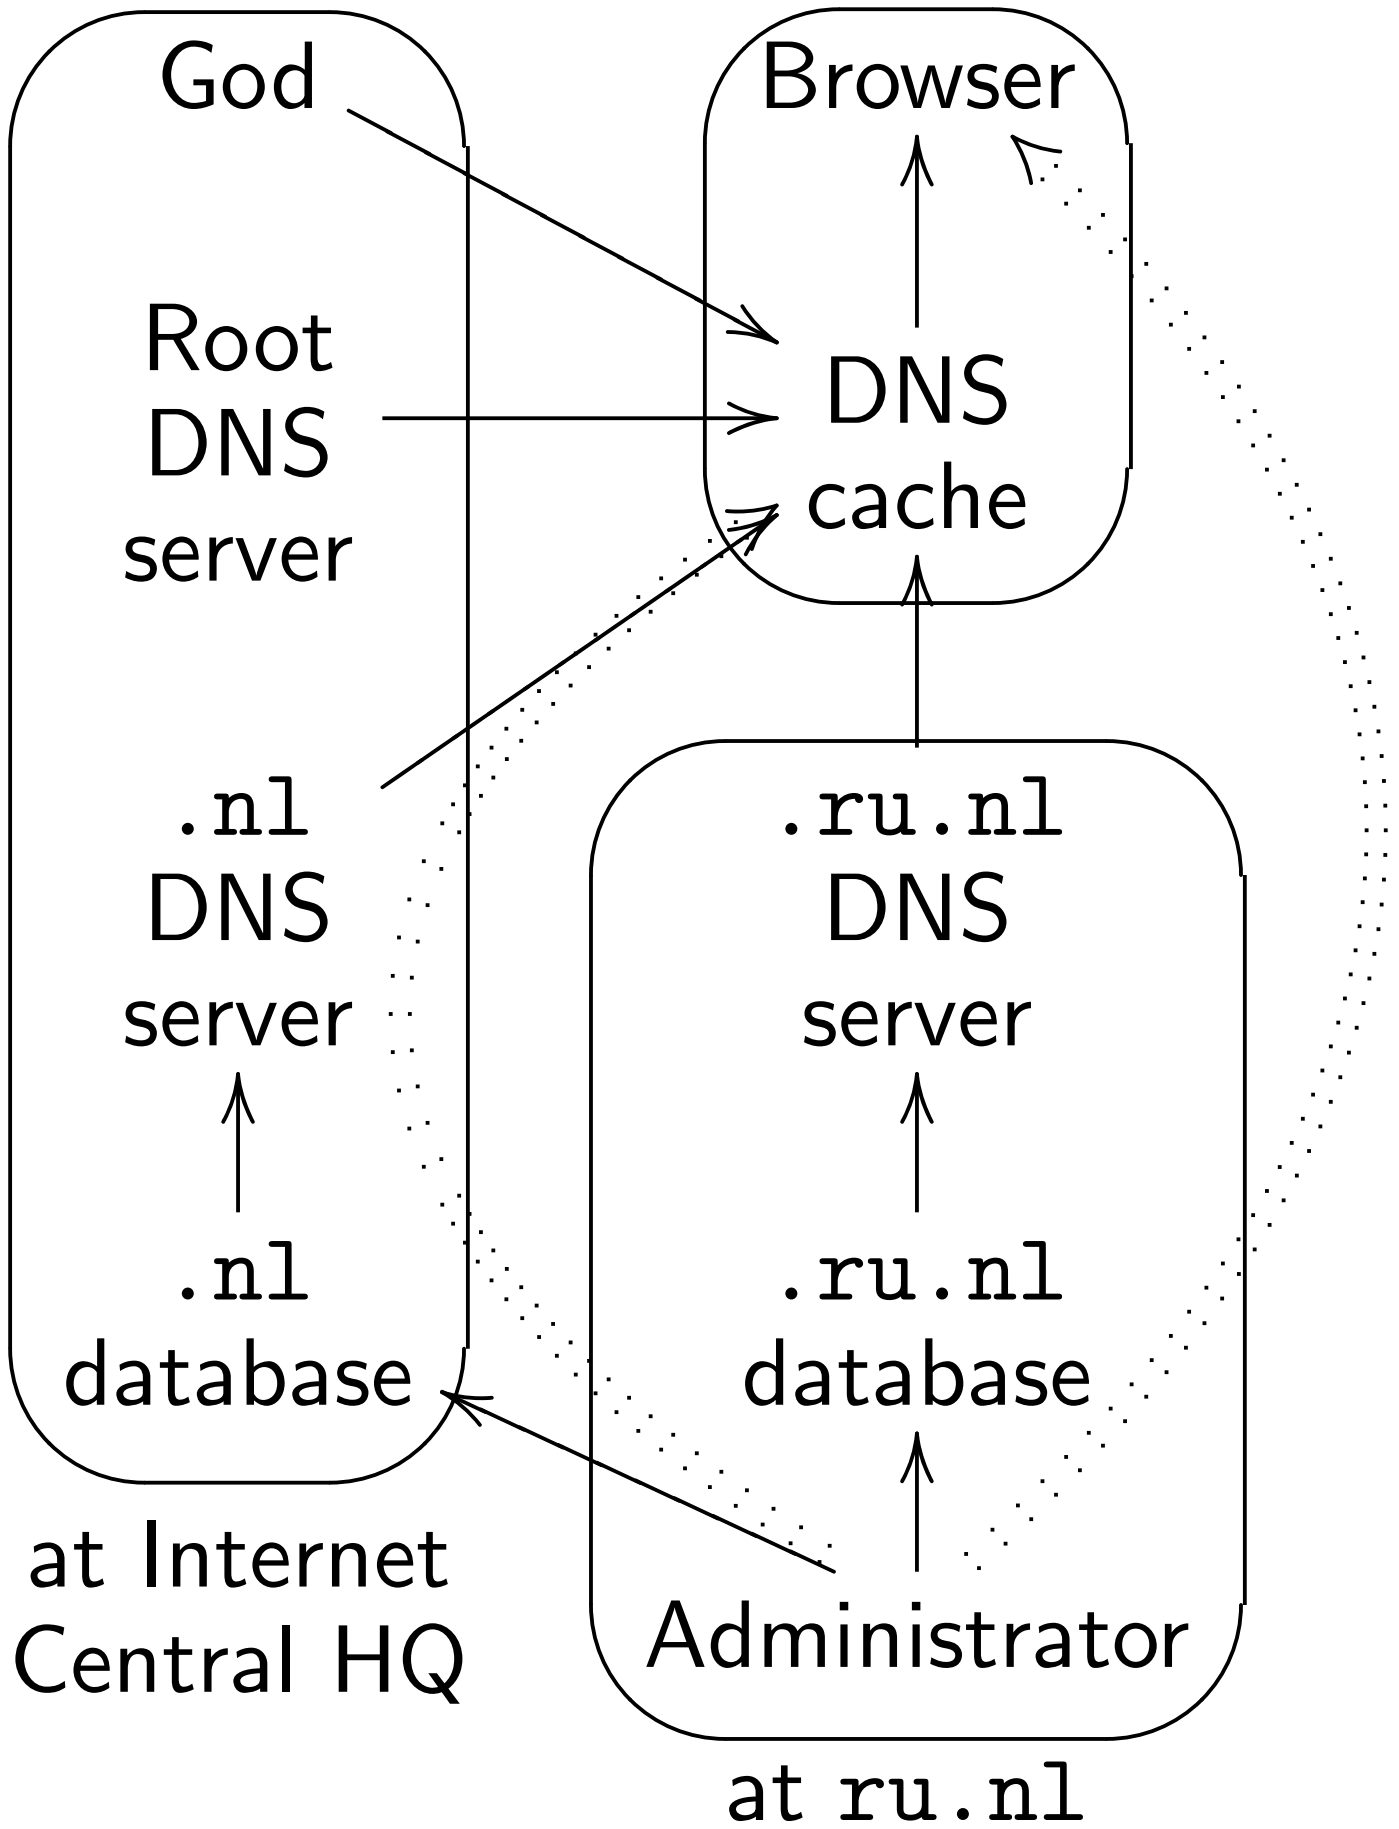 God
Root
DNS
server
.nl
DNS
server
.nl
database
at Internet
Central HQ
Browser
DNS
cache
.ru.nl
DNS
server
.ru.nl
database
Administrator
at ru.nl